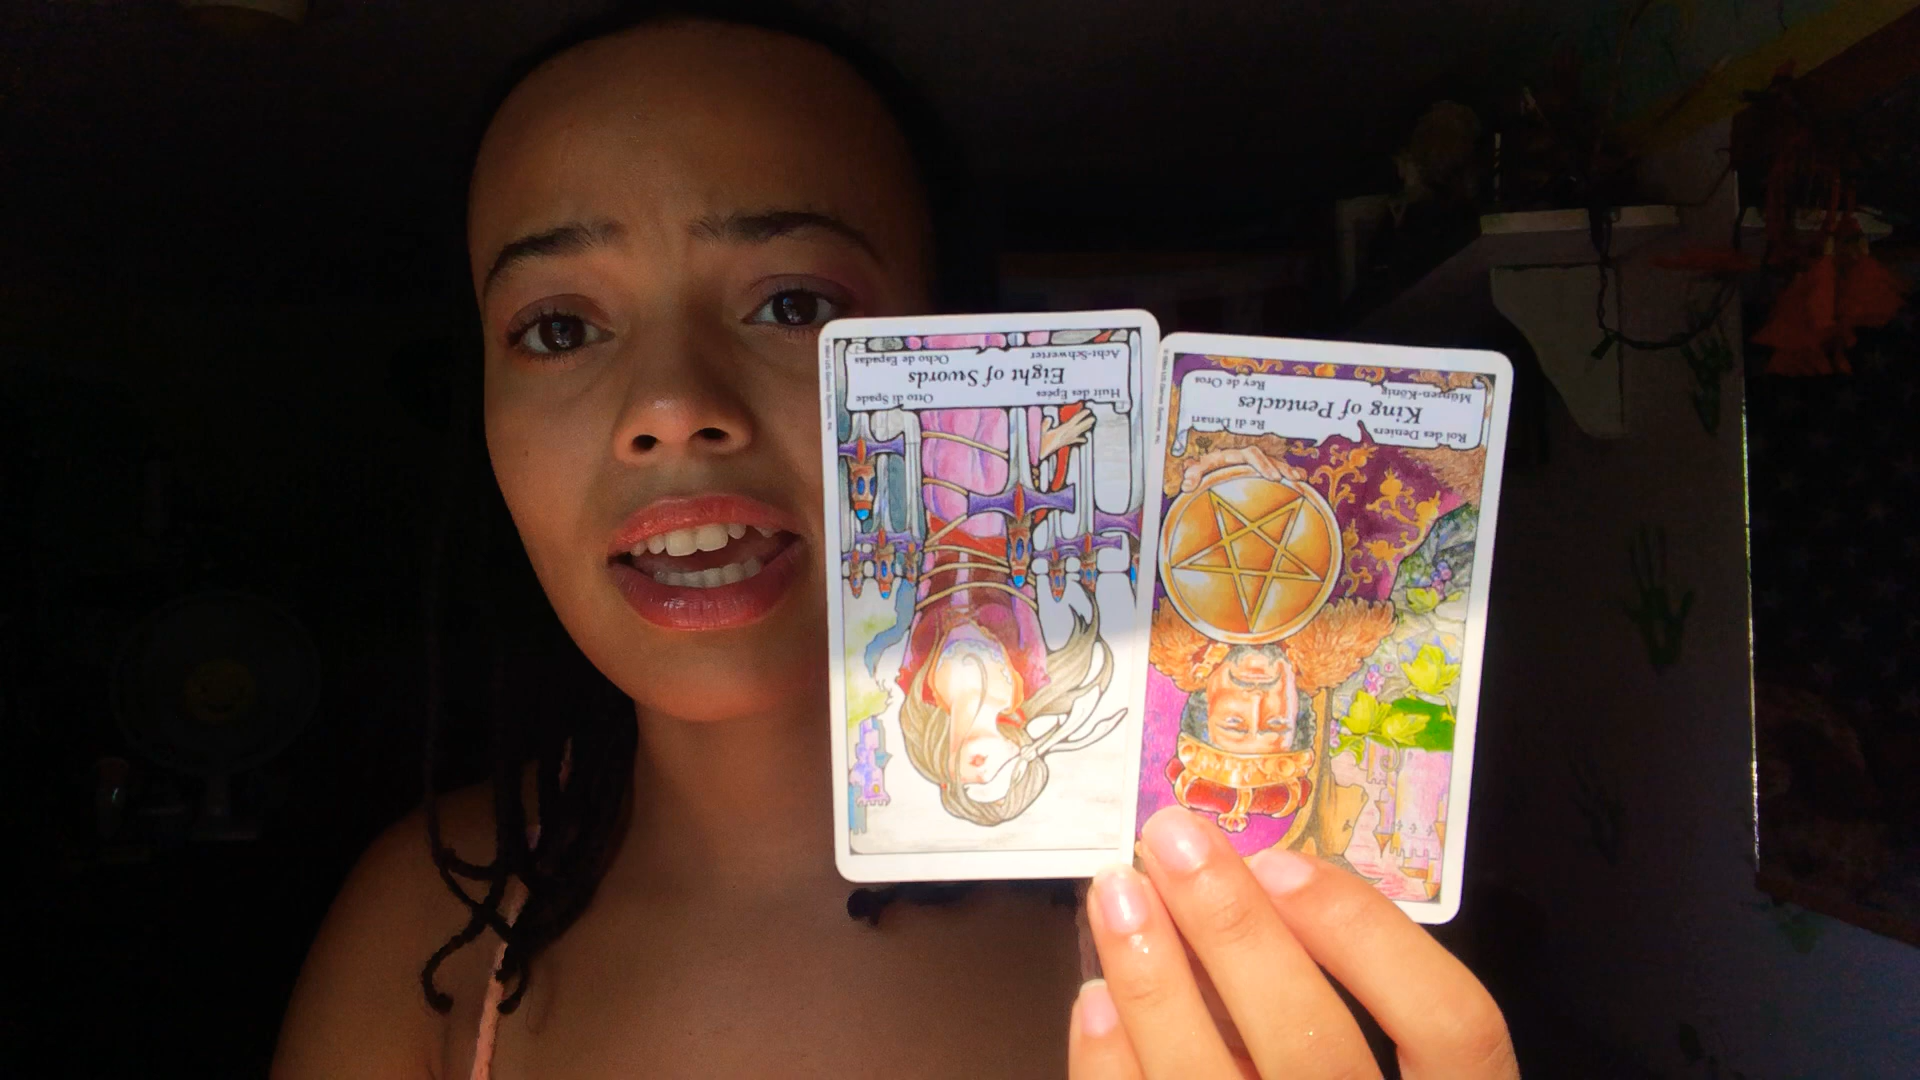 Huit des Épées Otto di Spade
Eight of Swords
Acht-Schwerter Ocho de Espadas
Roi des Deniers Re di Denari
King of Pentacles
Münzen-König Rey de Oros